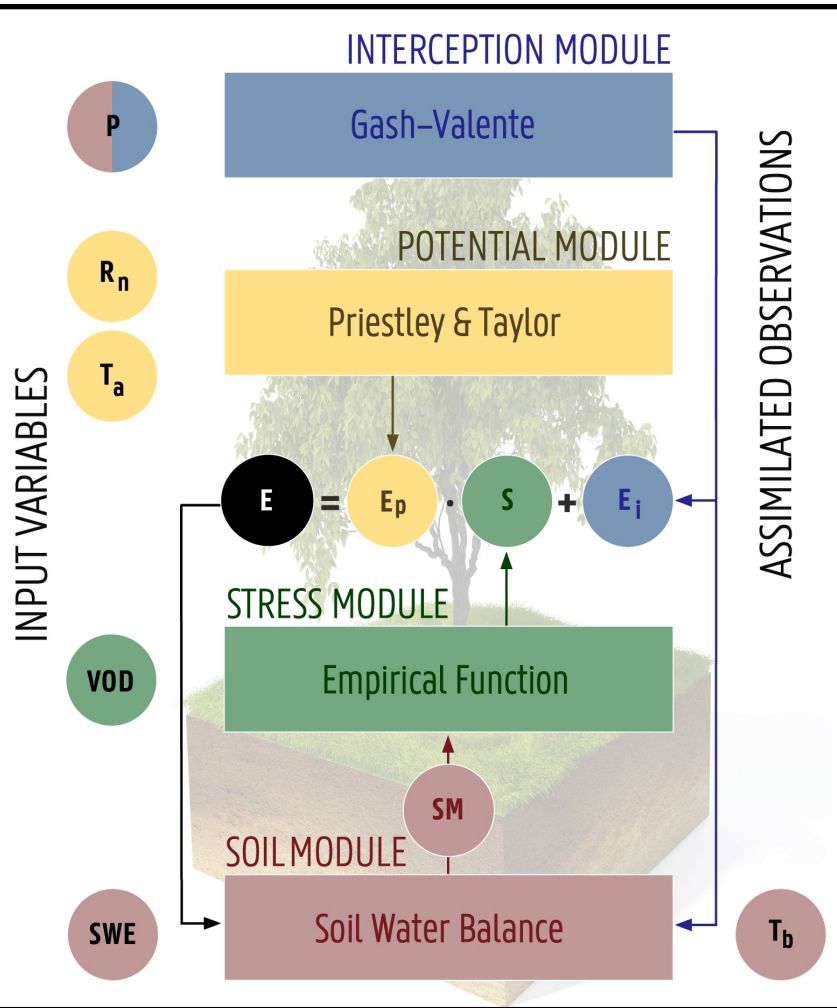 INTERCEPTION MODULE
P
Gash–Valente
POTENTIAL MODULE
Rn
Priestley & Taylor
Ta
INPUT VARIABLES
ASSIMILATED OBSERVATIONS
E = Ep · S + Ei
STRESS MODULE
VOD
Empirical Function
SM
SOIL MODULE
SWE
Soil Water Balance
Tb